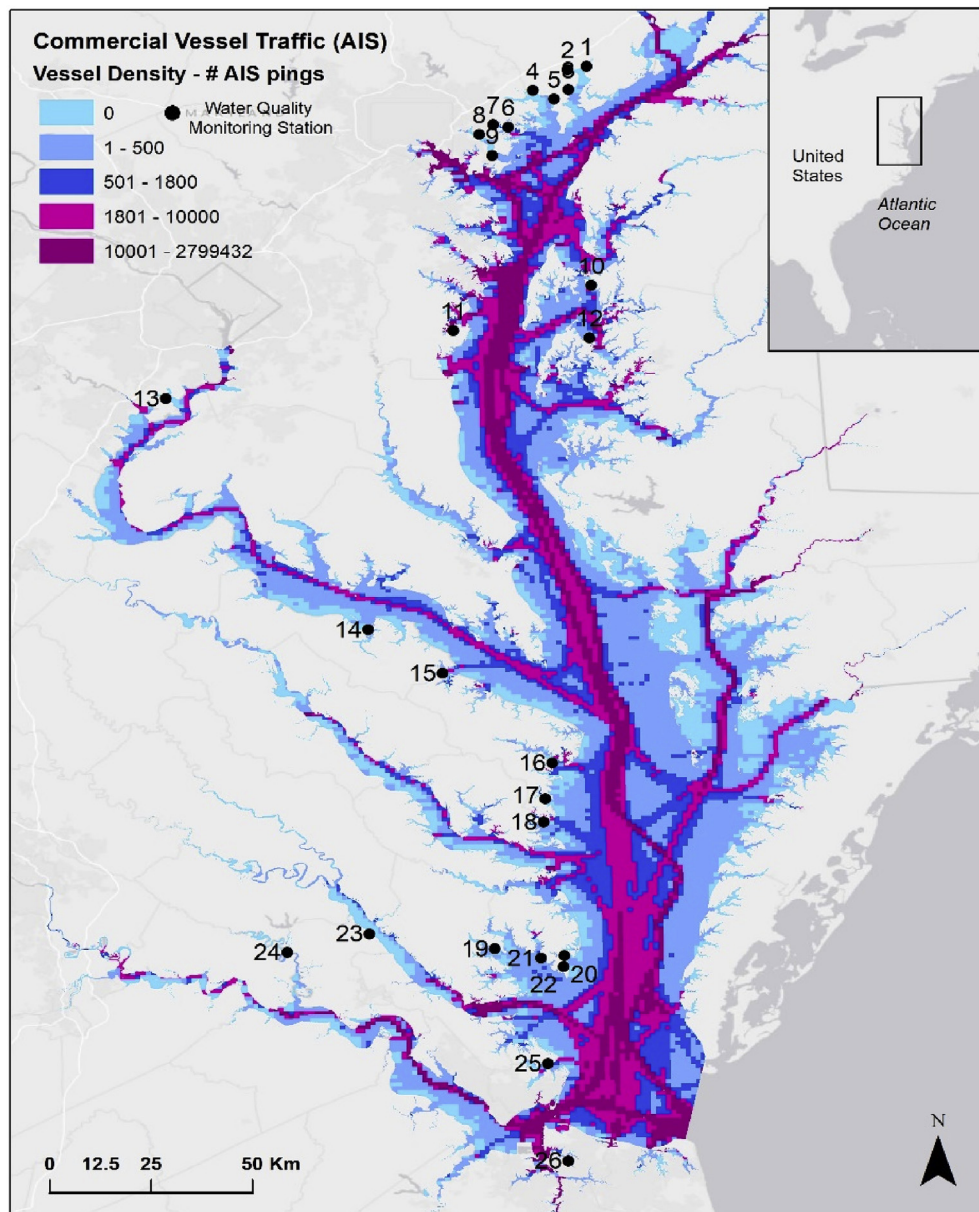 Commercial Vessel Traffic (AIS)
Vessel Density - # AIS pings
0
1 - 500
501 - 1800
1801 - 10000
10001 - 2799432
Water Quality
Monitoring Station
United
States
Atlantic
Ocean
2 1
4 5
8 7 6
9
10
11
12
13
14
15
16
17
18
19
20
21
22
23
24
25
26
0 12.5 25 50 Km
N